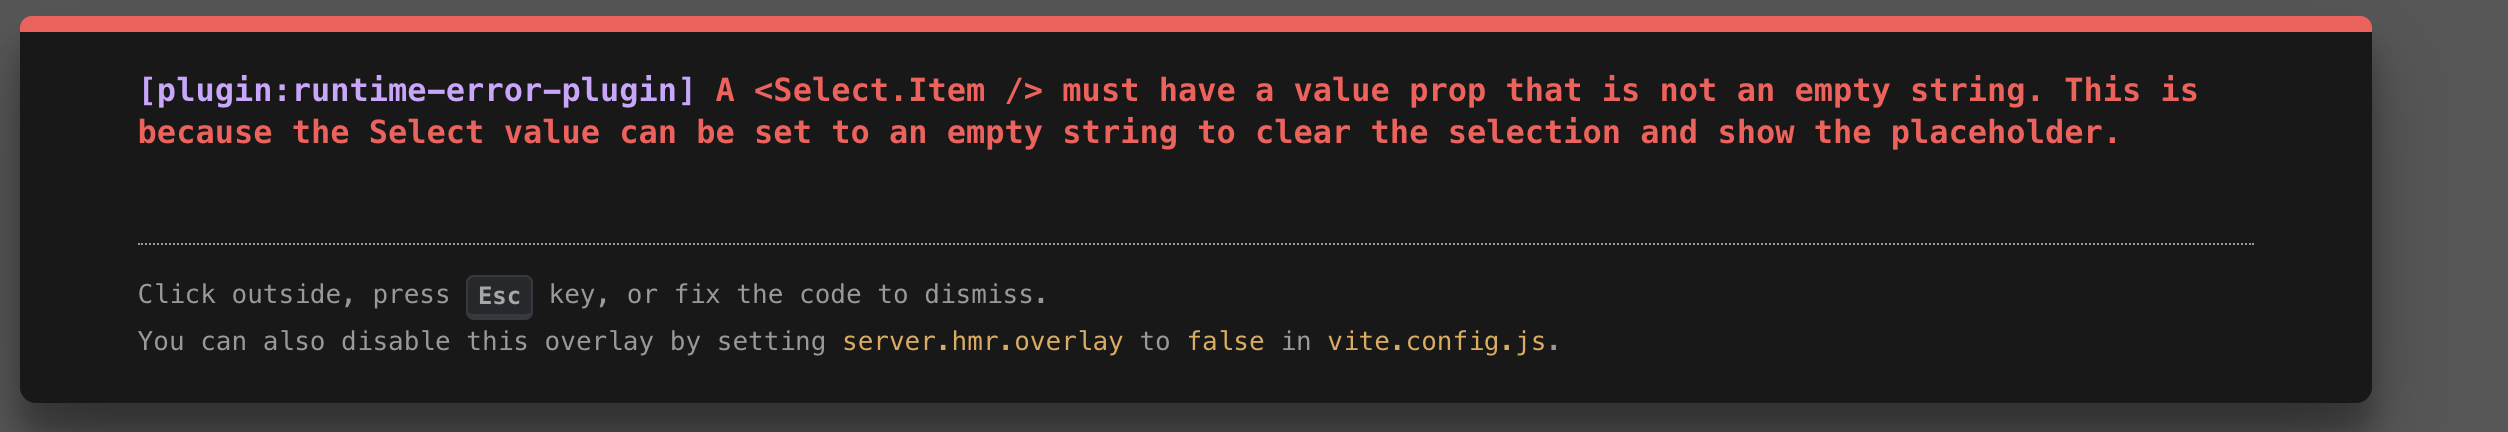 [plugin:runtime-error-plugin] A <Select.Item /> must have a value prop that is not an empty string. This is
because the Select value can be set to an empty string to clear the selection and show the placeholder.
Click outside, press Esc key, or fix the code to dismiss.
You can also disable this overlay by setting server.hmr.overlay to false in vite.config.js.